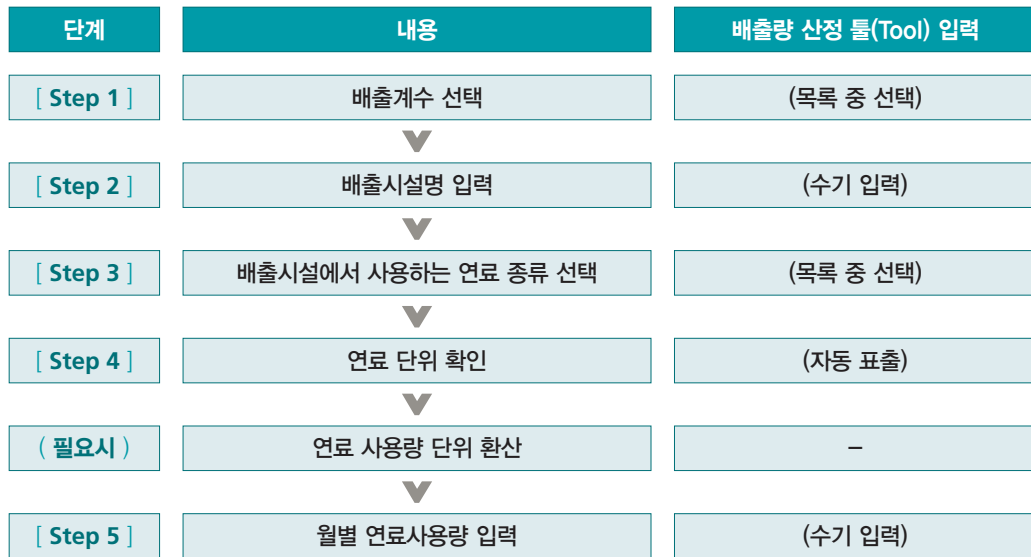 단계 내용 배출량 산정 툴(Tool) 입력
[ Step 1 ] 배출계수 선택 (목록 중 선택)
[ Step 2 ] 배출시설명 입력 (수기 입력)
[ Step 3 ] 배출시설에서 사용하는 연료 종류 선택 (목록 중 선택)
[ Step 4 ] 연료 단위 확인 (자동 표출)
( 필요시 ) 연료 사용량 단위 환산 –
[ Step 5 ] 월별 연료사용량 입력 (수기 입력)